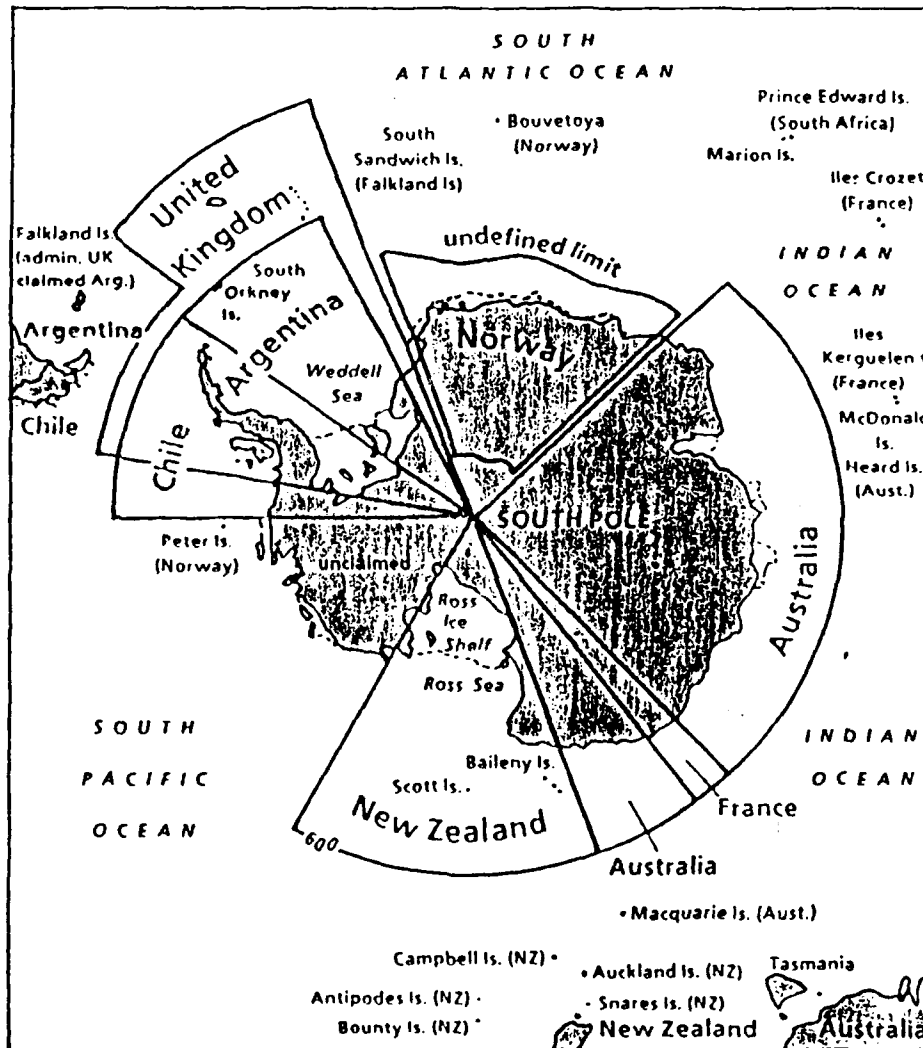 SOUTH
ATLANTIC OCEAN
Prince Edward Is.
(South Africa)
Marion Is.
Bouvetoya
(Norway)
South
Sandwich Is.
(Falkland Is)
Iles Crozet
(France)
United
Kingdom
Falkland Is.
(admin. UK
claimed Arg.)
undefined limit
INDIAN
OCEAN
South
Orkney
Is.
Argentina
Argentina
Weddell
Sea
Norway
Iles
Kerguelen
(France)
McDonald
Is.
Heard Is.
(Aust.)
Chile
Chile
SOUTH POLE
Peter Is.
(Norway)
unclaimed
Australia
Ross
Ice
Shelf
Ross Sea
SOUTH
PACIFIC
OCEAN
INDIAN
OCEAN
Baileny Is.
Scott Is.
New Zealand
600
France
Australia
Macquarie Is. (Aust.)
Campbell Is. (NZ)
Auckland Is. (NZ)
Tasmania
Antipodes Is. (NZ)
Snares Is. (NZ)
Bounty Is. (NZ)
New Zealand
Australia